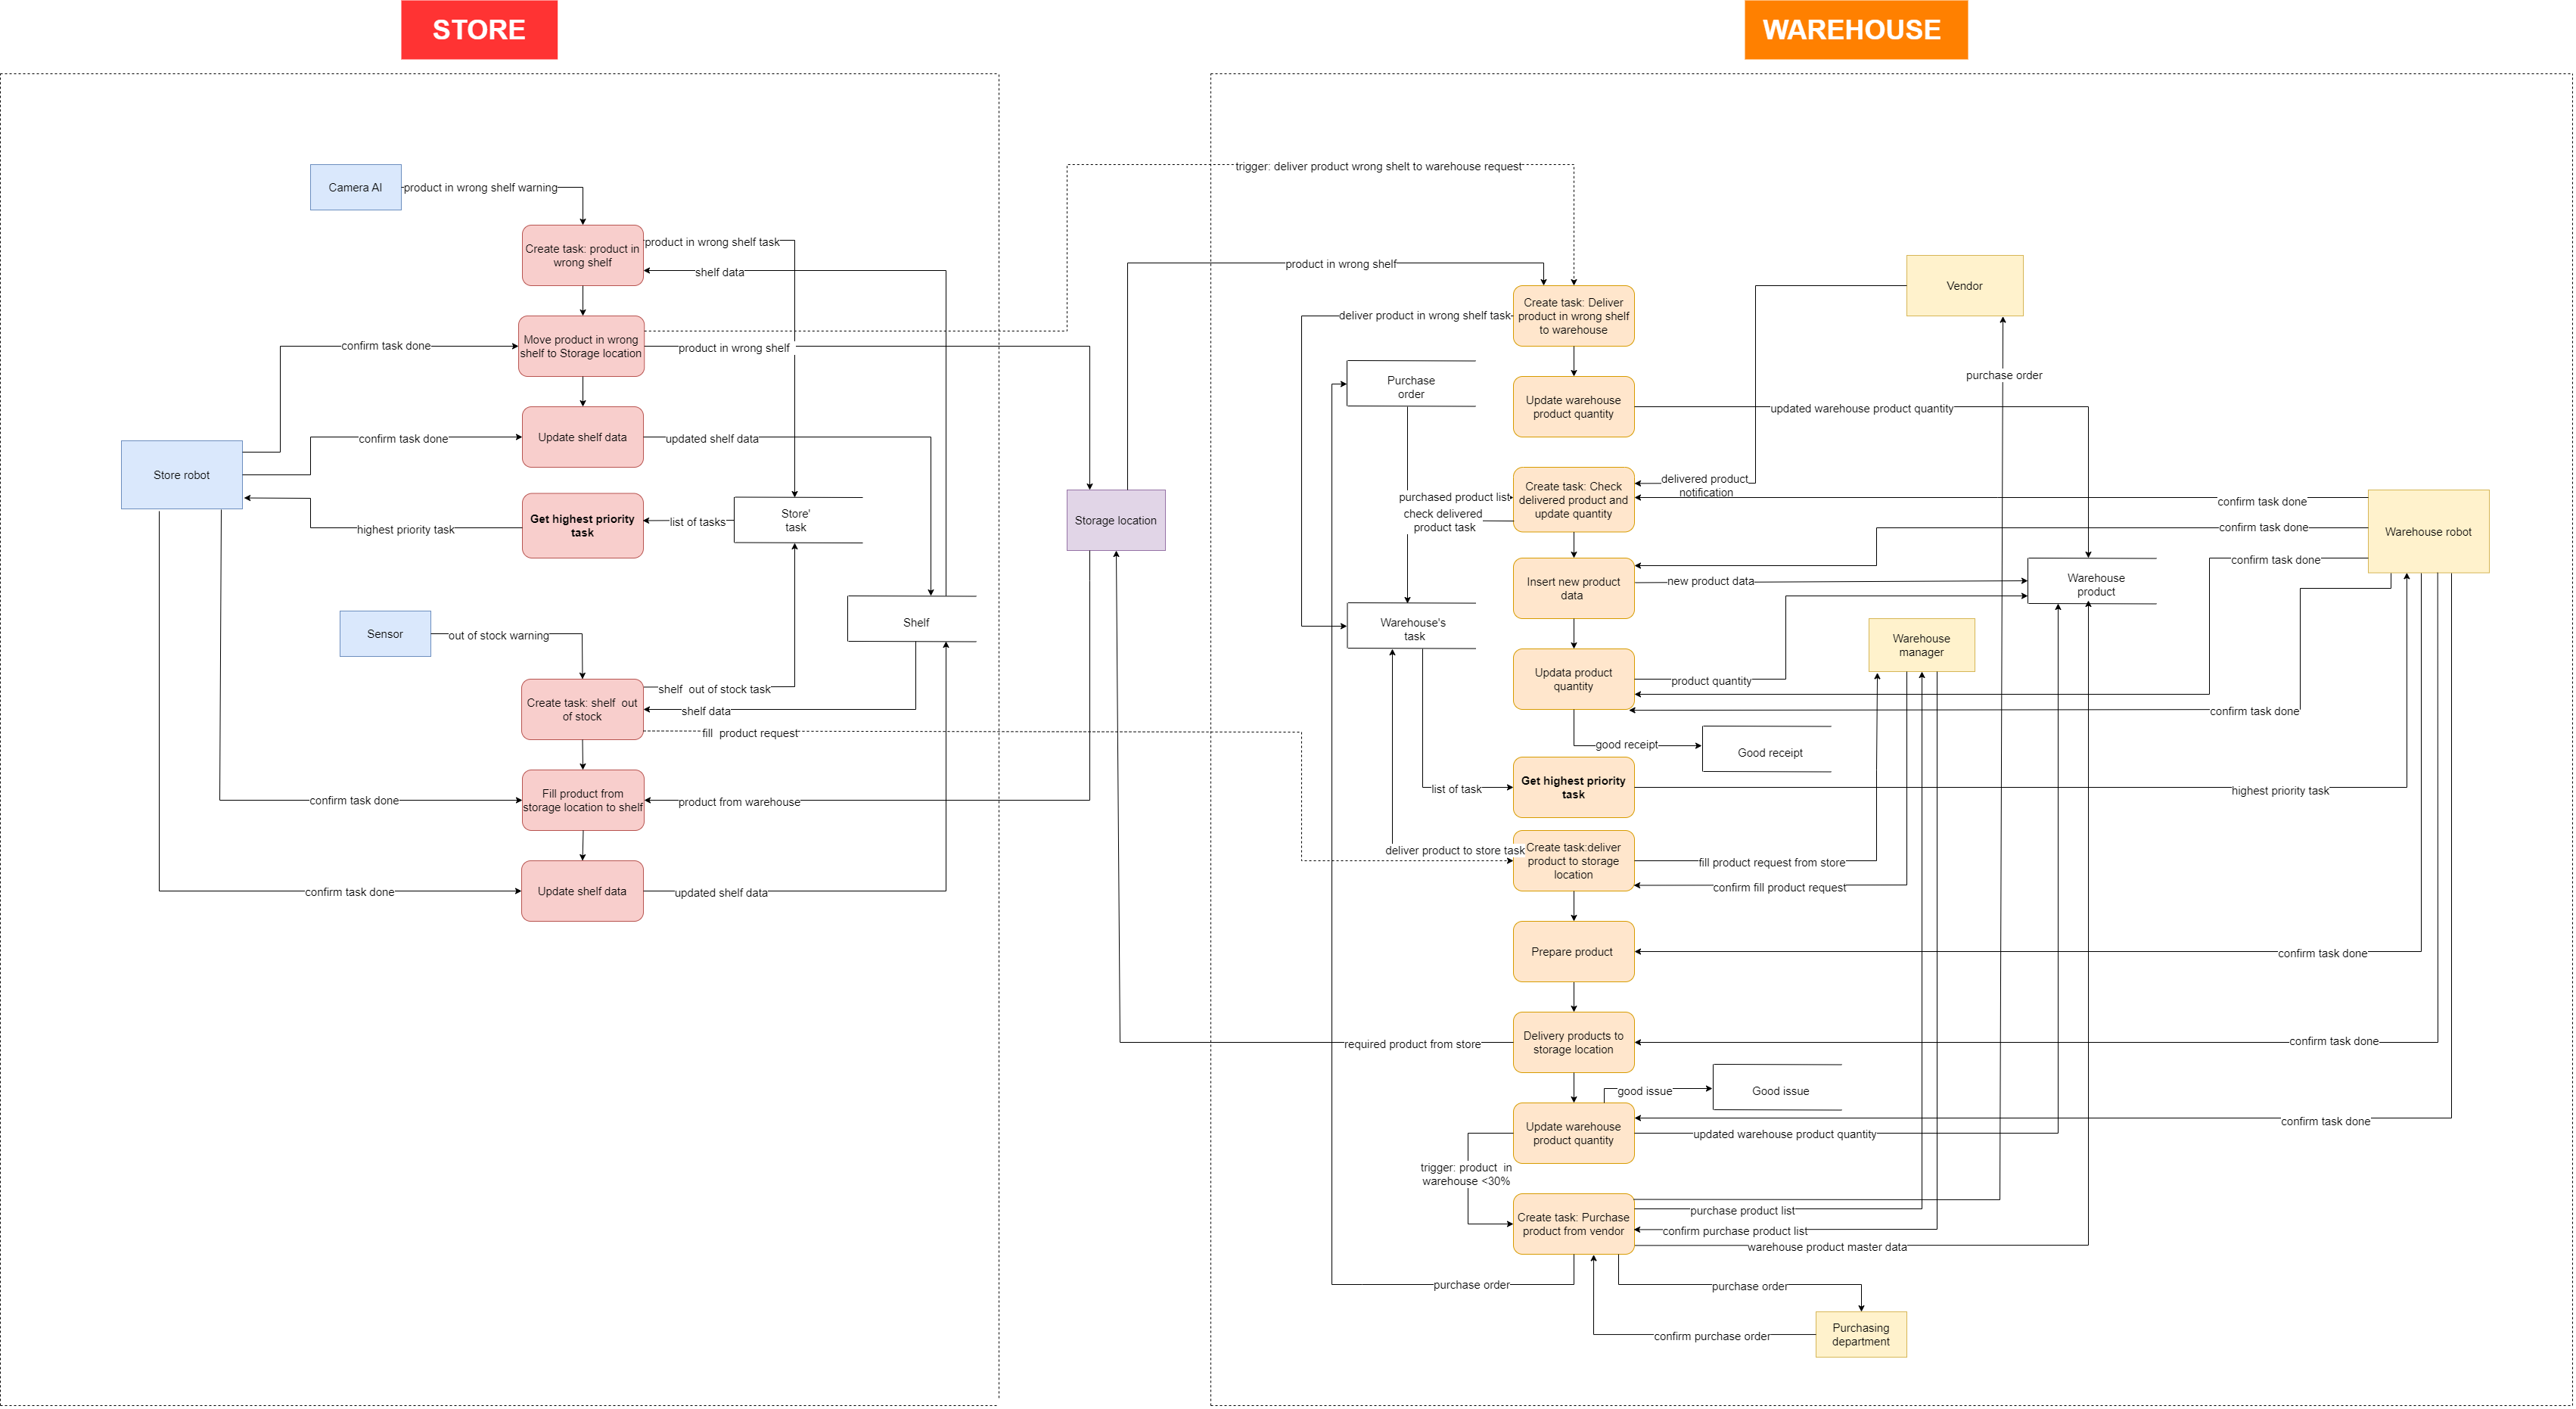 STORE
WAREHOUSE
Camera AI
product in wrong shelf warning
Create task: product in
wrong shelf
product in wrong shelf task
shelf data
Move product in wrong
shelf to Storage location
confirm task done
product in wrong shelf
Update shelf data
confirm task done
updated shelf data
Store robot
Get highest priority
task
highest priority task
list of tasks
Store'
task
Sensor
out of stock warning
Shelf
Create task: shelf  out
of stock
shelf  out of stock task
shelf data
fill  product request
Fill product from
storage location to shelf
confirm task done
product from warehouse
Update shelf data
confirm task done
updated shelf data
Storage location
trigger: deliver product wrong shelt to warehouse request
product in wrong shelf
Create task: Deliver
product in wrong shelf
to warehouse
deliver product in wrong shelf task
Vendor
purchase order
Purchase
order
Update warehouse
product quantity
updated warehouse product quantity
Create task: Check
delivered product and
update quantity
delivered product
notification
purchased product list
check delivered
product task
confirm task done
confirm task done
confirm task done
Warehouse robot
Insert new product
data
new product data
Warehouse
product
Warehouse's
task
Warehouse
manager
Updata product
quantity
product quantity
confirm task done
good receipt
Good receipt
Get highest priority
task
list of task
highest priority task
deliver product to store task
Create task:deliver
product to storage
location
fill product request from store
confirm fill product request
Prepare product
confirm task done
Delivery products to
storage location
required product from store
confirm task done
good issue
Good issue
Update warehouse
product quantity
confirm task done
updated warehouse product quantity
trigger: product  in
warehouse <30%
Create task: Purchase
product from vendor
purchase product list
confirm purchase product list
warehouse product master data
purchase order
purchase order
confirm purchase order
Purchasing
department